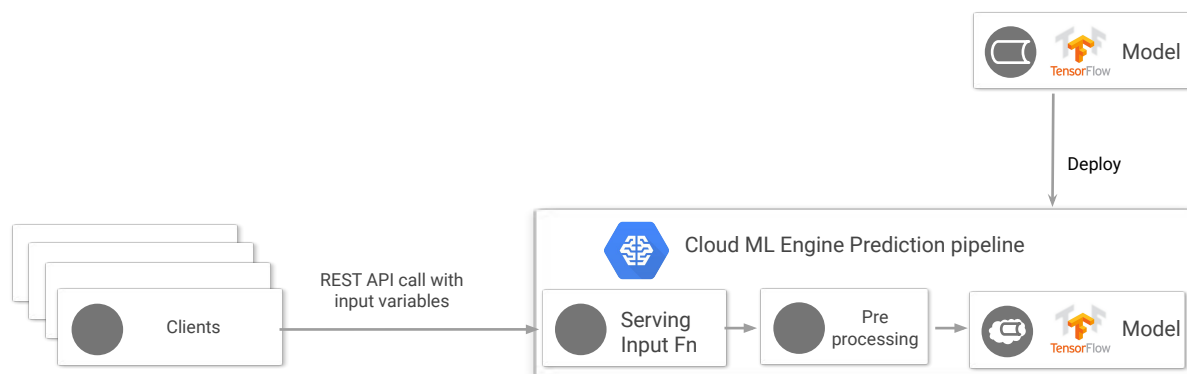 TensorFlow
Model
Deploy
Cloud ML Engine Prediction pipeline
REST API call with
input variables
Clients
Serving
Input Fn
Pre
processing
TensorFlow
Model